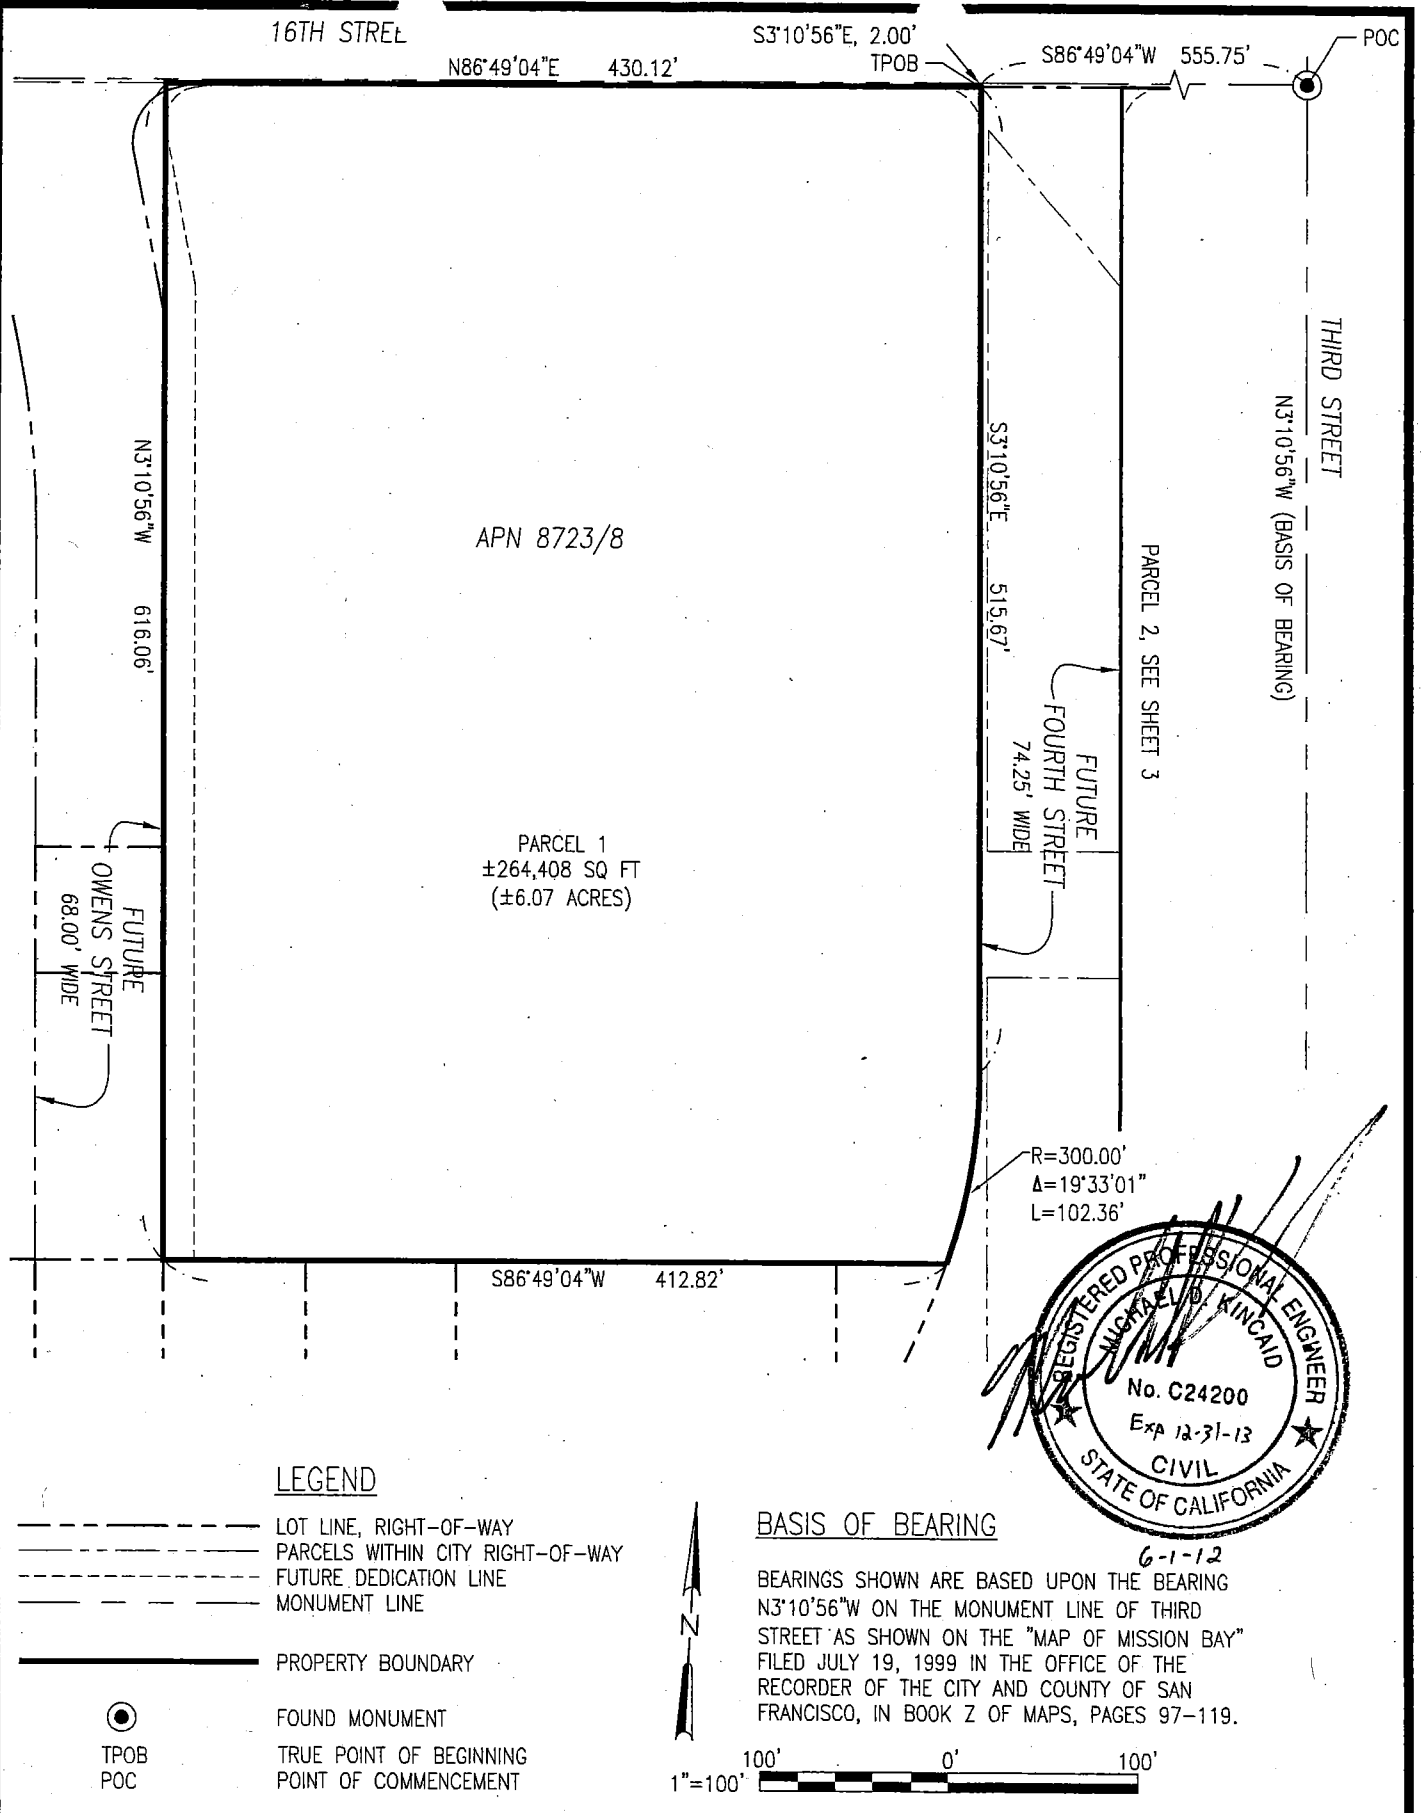 16TH STREE
S3°10'56"E, 2.00'
TPOB
S86°49'04"W 555.75'
POC
N86°49'04"E 430.12'
THIRD STREET
N3°10'56"W (BASIS OF BEARING)
N3°10'56"W 616.06'
S3°10'56"E 515.67'
APN 8723/8
PARCEL 2, SEE SHEET 3
FUTURE
FOURTH STREET
74.25' WIDE
PARCEL 1
±264,408 SQ FT
(±6.07 ACRES)
FUTURE
OWENS STREET
68.00' WIDE
R=300.00'
Δ=19°33'01"
L=102.36'
S86°49'04"W 412.82'
REGISTERED PROFESSIONAL ENGINEER
MICHAEL D. KINCAID
No. C24200
Exp 12-31-13
CIVIL
STATE OF CALIFORNIA
6-1-12
LEGEND
LOT LINE, RIGHT-OF-WAY
PARCELS WITHIN CITY RIGHT-OF-WAY
FUTURE DEDICATION LINE
MONUMENT LINE
PROPERTY BOUNDARY
FOUND MONUMENT
TPOB TRUE POINT OF BEGINNING
POC POINT OF COMMENCEMENT
N
BASIS OF BEARING
BEARINGS SHOWN ARE BASED UPON THE BEARING
N3°10'56"W ON THE MONUMENT LINE OF THIRD
STREET AS SHOWN ON THE "MAP OF MISSION BAY"
FILED JULY 19, 1999 IN THE OFFICE OF THE
RECORDER OF THE CITY AND COUNTY OF SAN
FRANCISCO, IN BOOK Z OF MAPS, PAGES 97-119.
100' 0' 100'
1"=100'